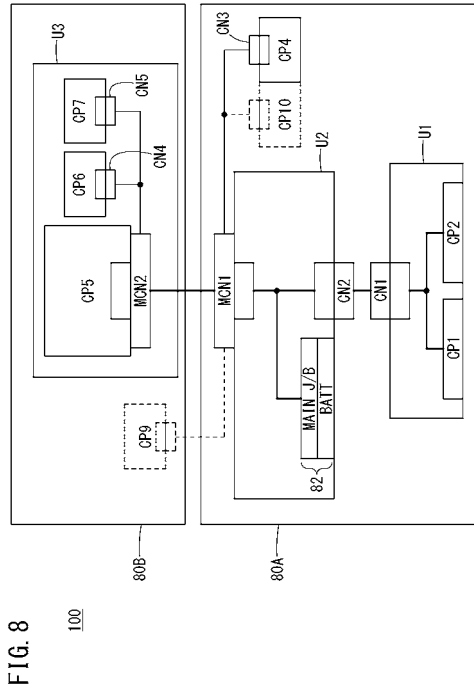 FIG. 8
100
80B
80A
U3
CP7
CN5
CP6
CN4
CP5
MCN2
CP9
CN3
CP4
CP10
U2
MCN1
CN2
MAIN J/B
BATT
82
U1
CN1
CP2
CP1